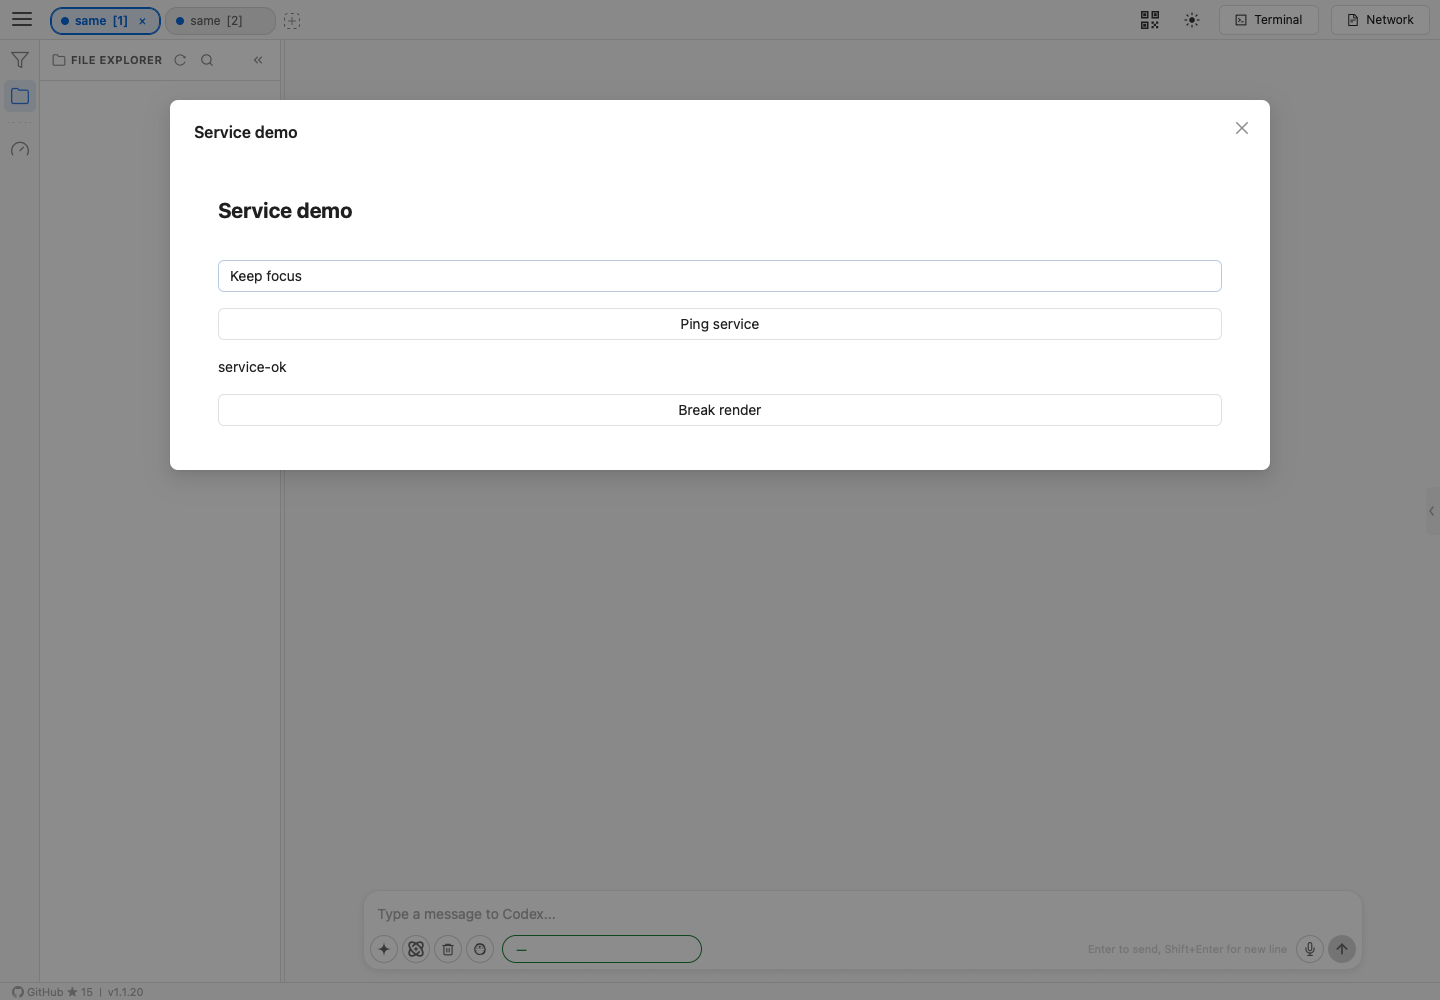 same [1] ×
same [2]
Terminal
Network
FILE EXPLORER
Service demo
Service demo
Keep focus
Ping service
service-ok
Break render
Type a message to Codex...
Enter to send, Shift+Enter for new line
GitHub ★ 15 | v1.1.20